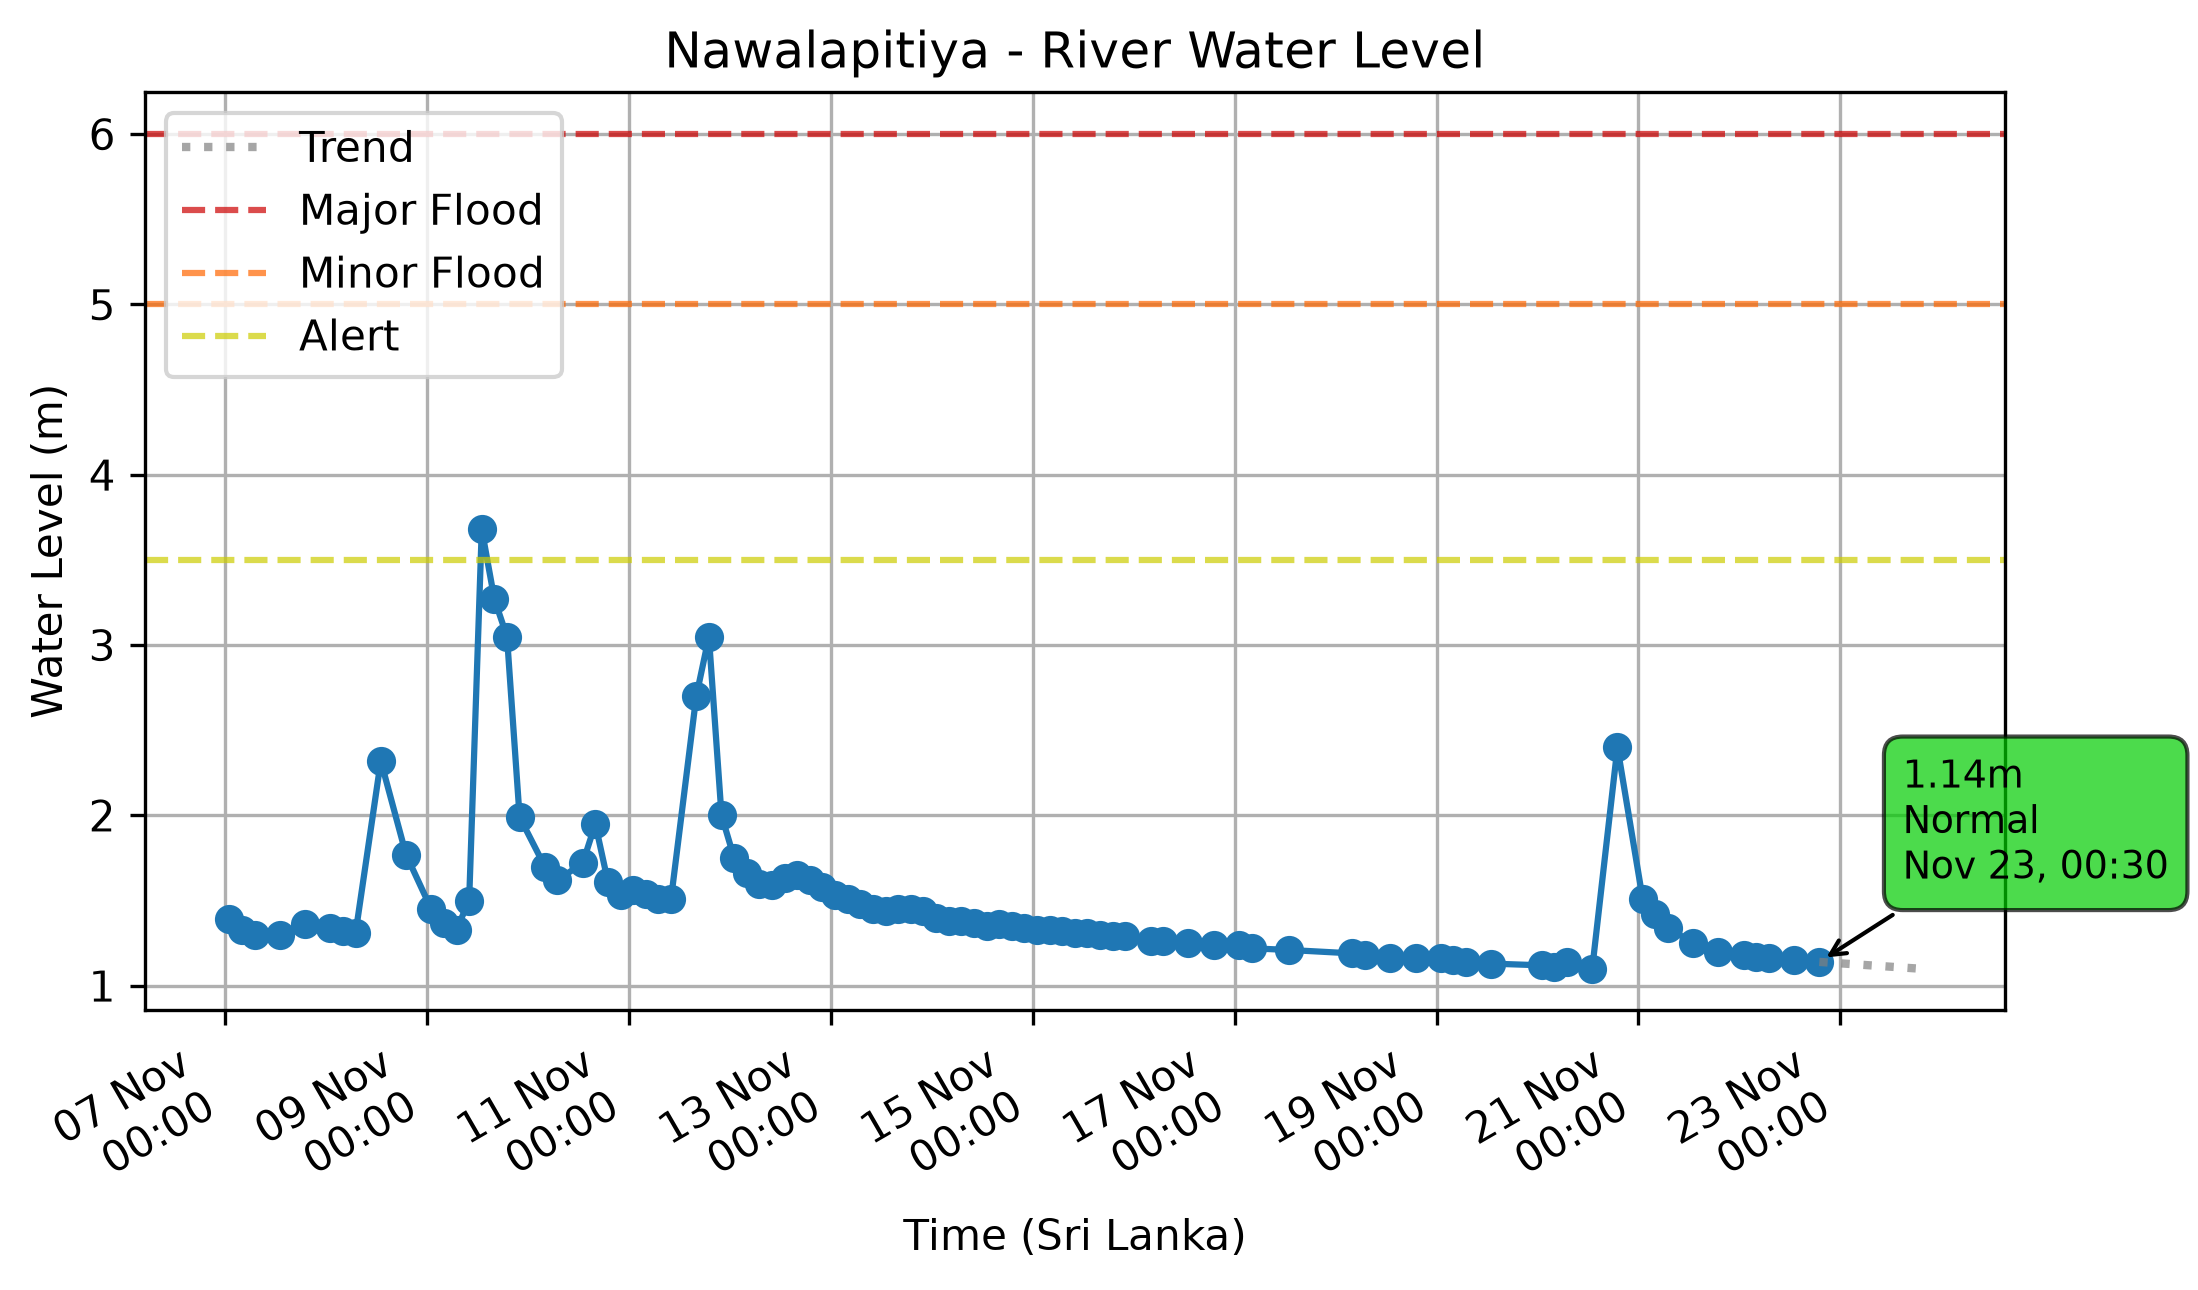 Nawalapitiya - River Water Level
Trend
Major Flood
Minor Flood
Alert
6
5
4
3
2
1
Water Level (m)
1.14m
Normal
Nov 23, 00:30
07 Nov
00:00
09 Nov
00:00
11 Nov
00:00
13 Nov
00:00
15 Nov
00:00
17 Nov
00:00
19 Nov
00:00
21 Nov
00:00
23 Nov
00:00
Time (Sri Lanka)